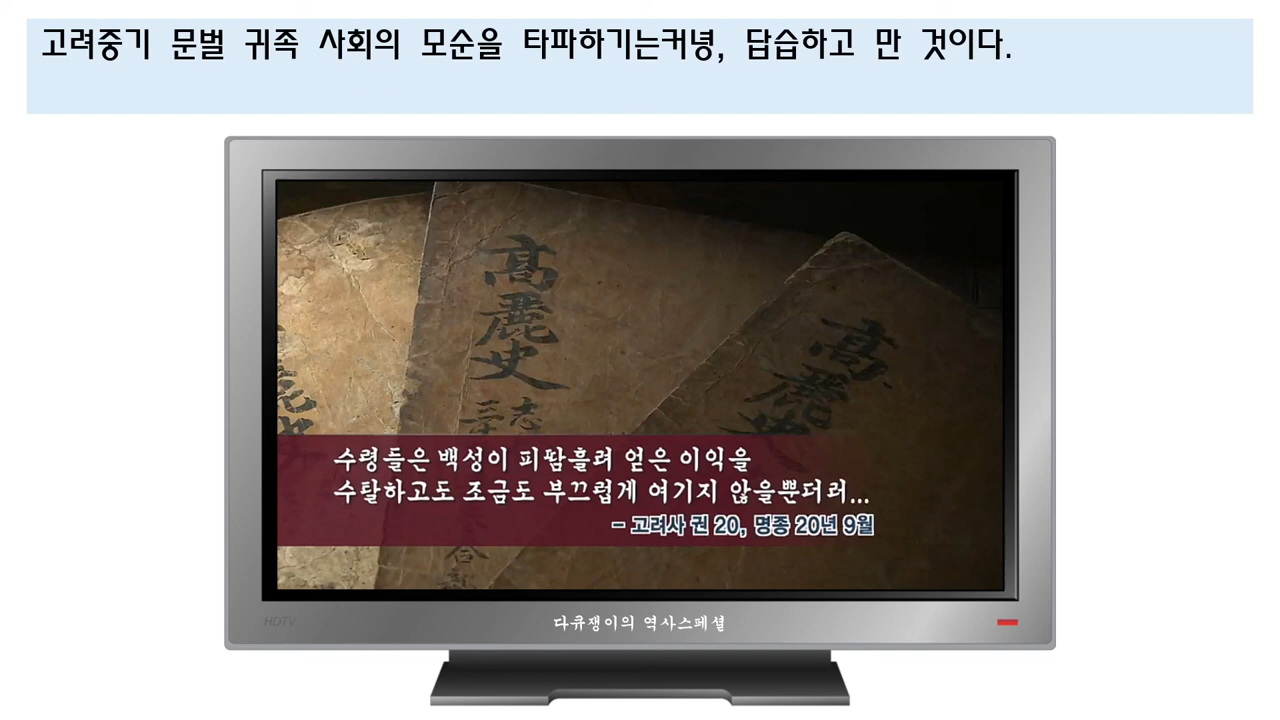 고려중기 문벌 귀족 사회의 모순을 타파하기는커녕, 답습하고 만 것이다.
高麗史
三 志
高麗史
수령들은 백성이 피땀흘려 얻은 이익을
수탈하고도 조금도 부끄럽게 여기지 않을뿐더러...
- 고려사 권 20, 명종 20년 9월
HDTV
다큐쟁이의 역사스페셜